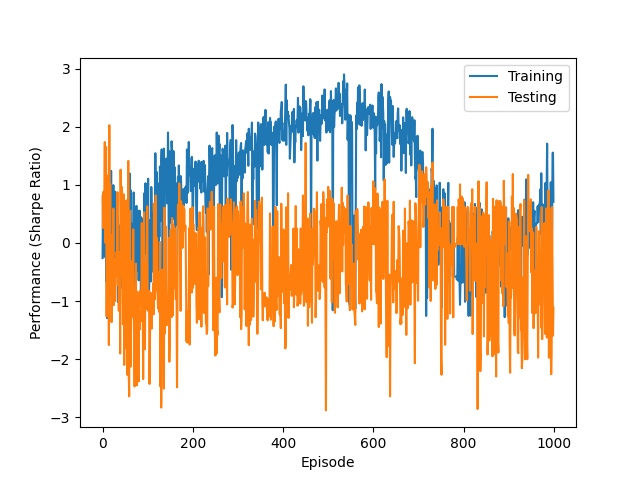 Training
Testing
Performance (Sharpe Ratio)
3
2
1
0
−1
−2
−3
0 200 400 600 800 1000
Episode